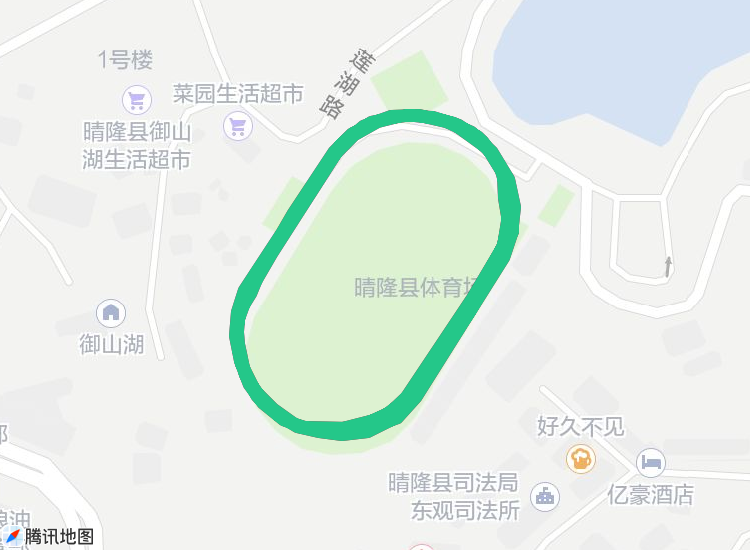 1号楼
莲湖路
菜园生活超市
晴隆县御山
湖生活超市
晴隆县体育场
御山湖
好久不见
晴隆县司法局
东观司法所
亿豪酒店
腾讯地图